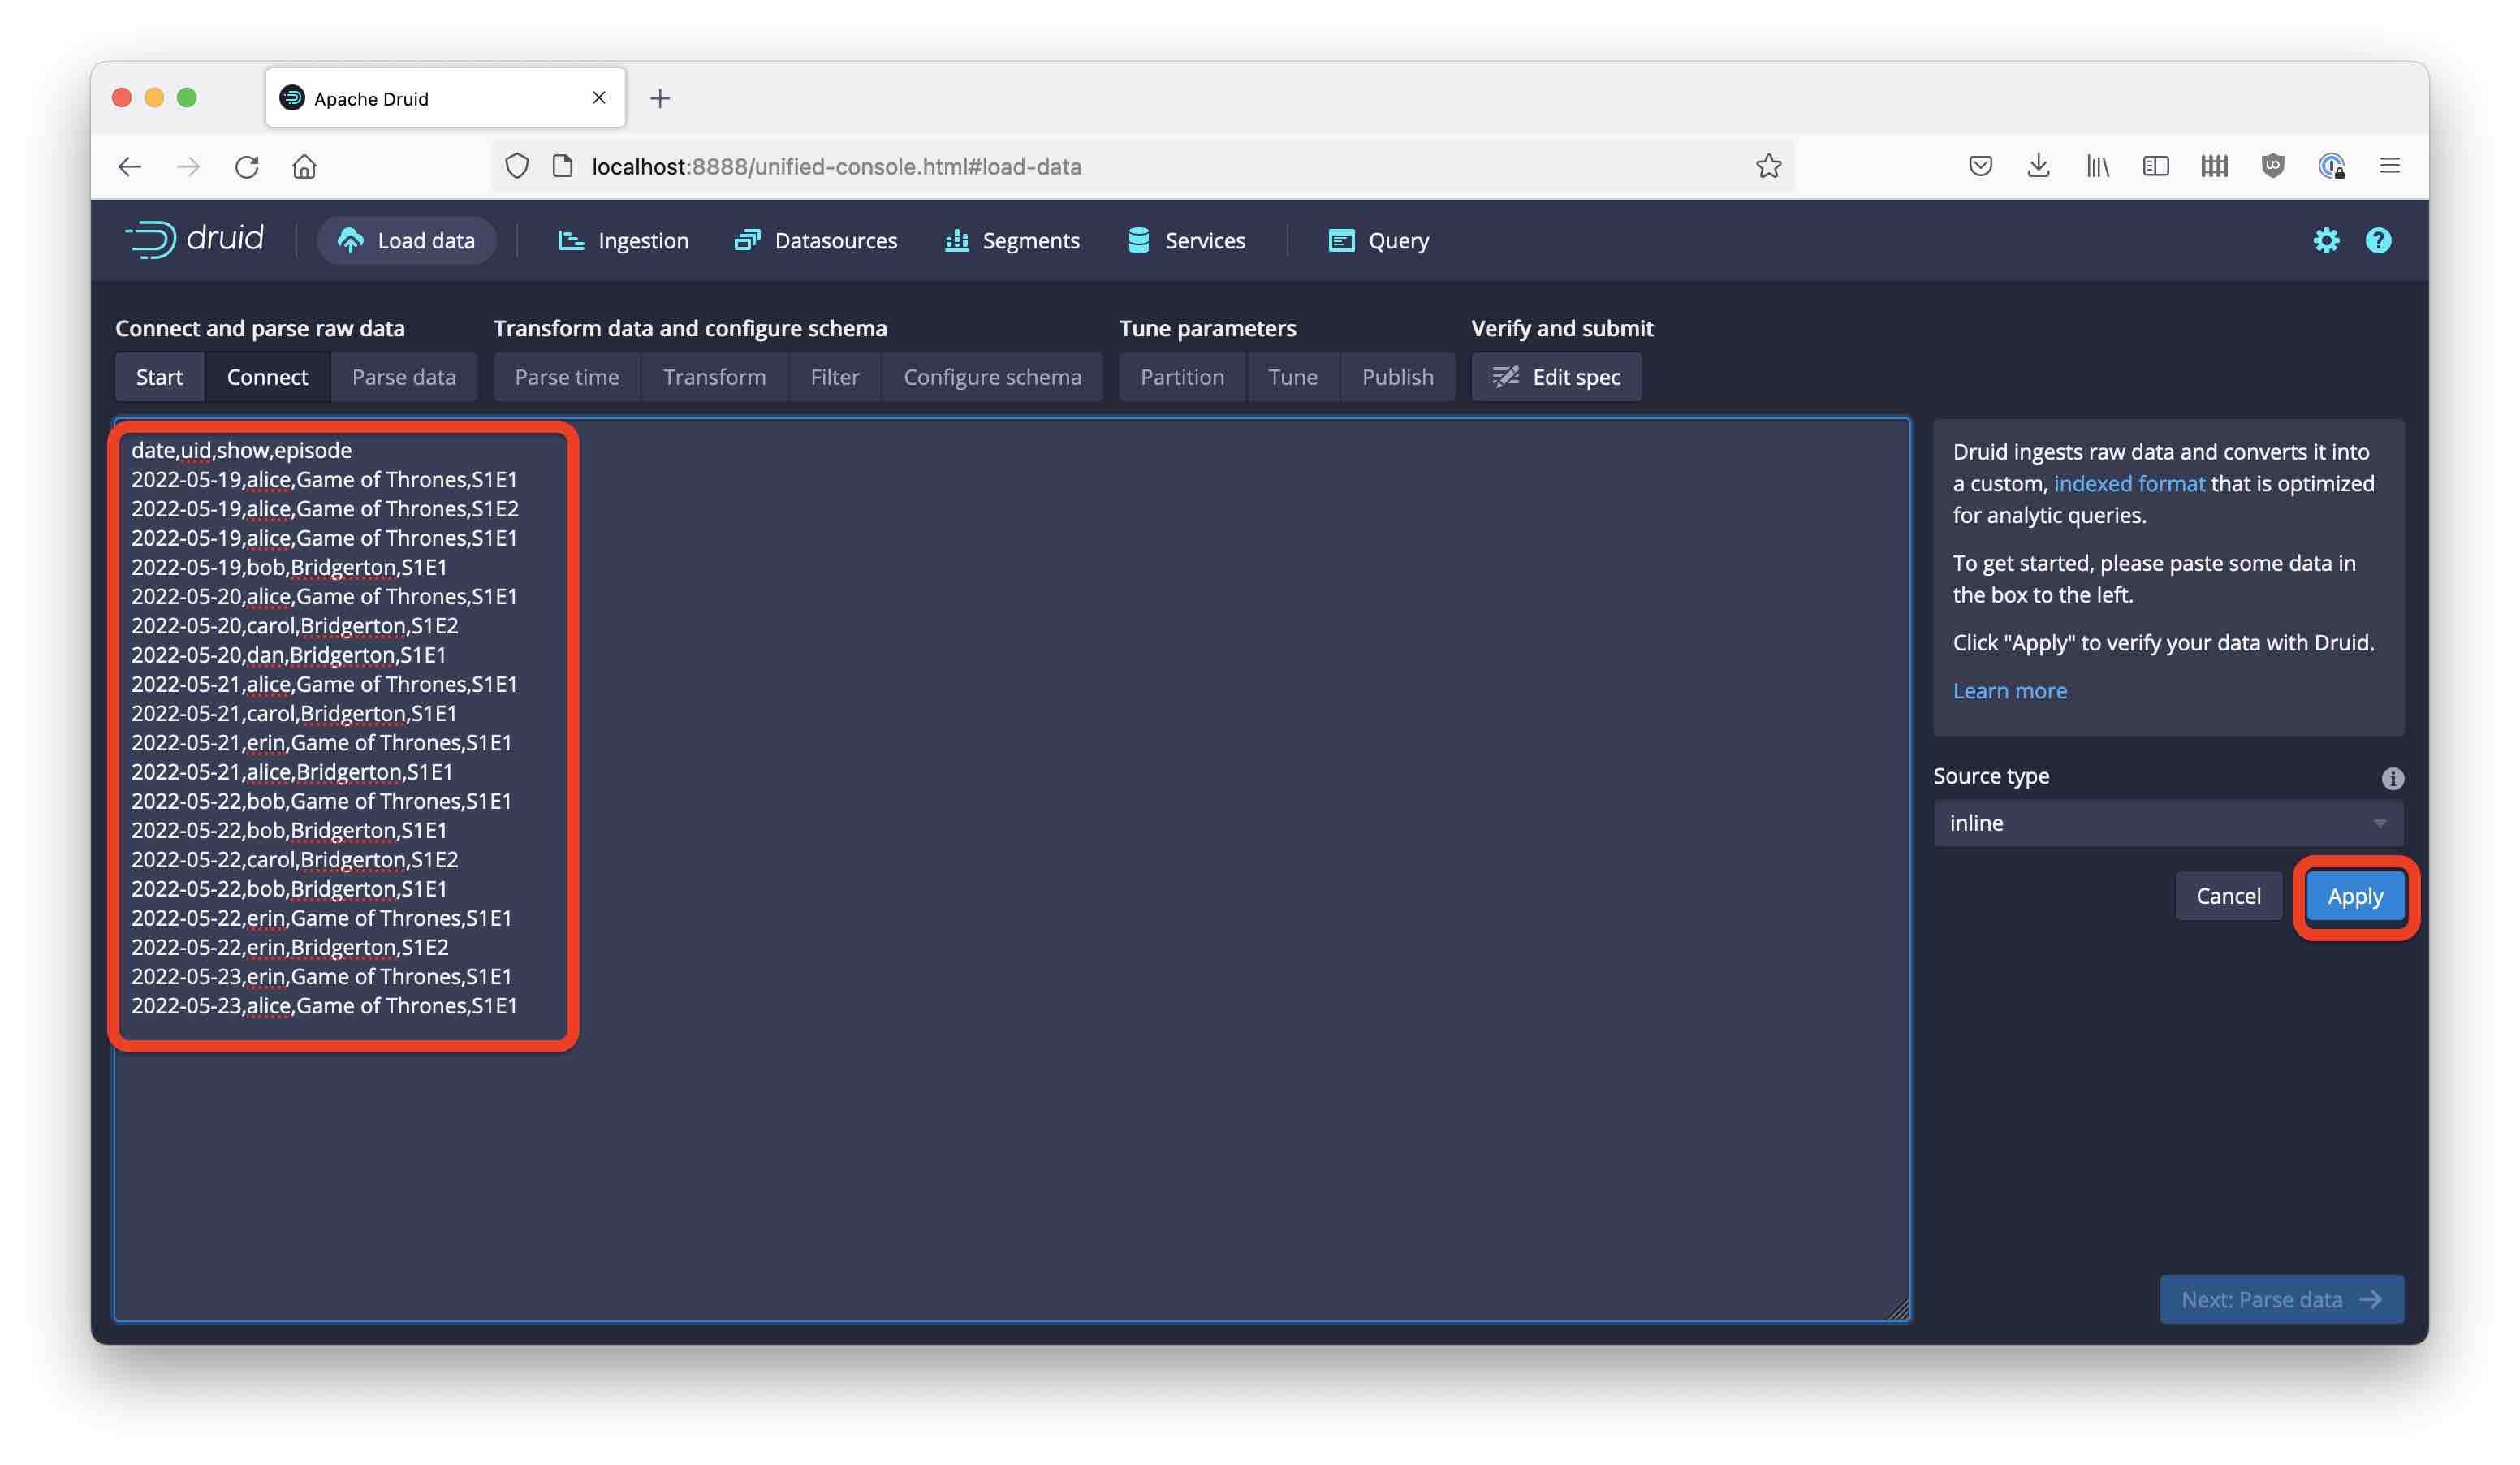 Apache Druid
localhost:8888/unified-console.html#load-data
druid
Load data
Ingestion
Datasources
Segments
Services
Query
Connect and parse raw data
Transform data and configure schema
Tune parameters
Verify and submit
Start
Connect
Parse data
Parse time
Transform
Filter
Configure schema
Partition
Tune
Publish
Edit spec
date,uid,show,episode
2022-05-19,alice,Game of Thrones,S1E1
2022-05-19,alice,Game of Thrones,S1E2
2022-05-19,alice,Game of Thrones,S1E1
2022-05-19,bob,Bridgerton,S1E1
2022-05-20,alice,Game of Thrones,S1E1
2022-05-20,carol,Bridgerton,S1E2
2022-05-20,dan,Bridgerton,S1E1
2022-05-21,alice,Game of Thrones,S1E1
2022-05-21,carol,Bridgerton,S1E1
2022-05-21,erin,Game of Thrones,S1E1
2022-05-21,alice,Bridgerton,S1E1
2022-05-22,bob,Game of Thrones,S1E1
2022-05-22,bob,Bridgerton,S1E1
2022-05-22,carol,Bridgerton,S1E2
2022-05-22,bob,Bridgerton,S1E1
2022-05-22,erin,Game of Thrones,S1E1
2022-05-22,erin,Bridgerton,S1E2
2022-05-23,erin,Game of Thrones,S1E1
2022-05-23,alice,Game of Thrones,S1E1
Druid ingests raw data and converts it into
a custom, indexed format that is optimized
for analytic queries.
To get started, please paste some data in
the box to the left.
Click "Apply" to verify your data with Druid.
Learn more
Source type
inline
Cancel
Apply
Next: Parse data